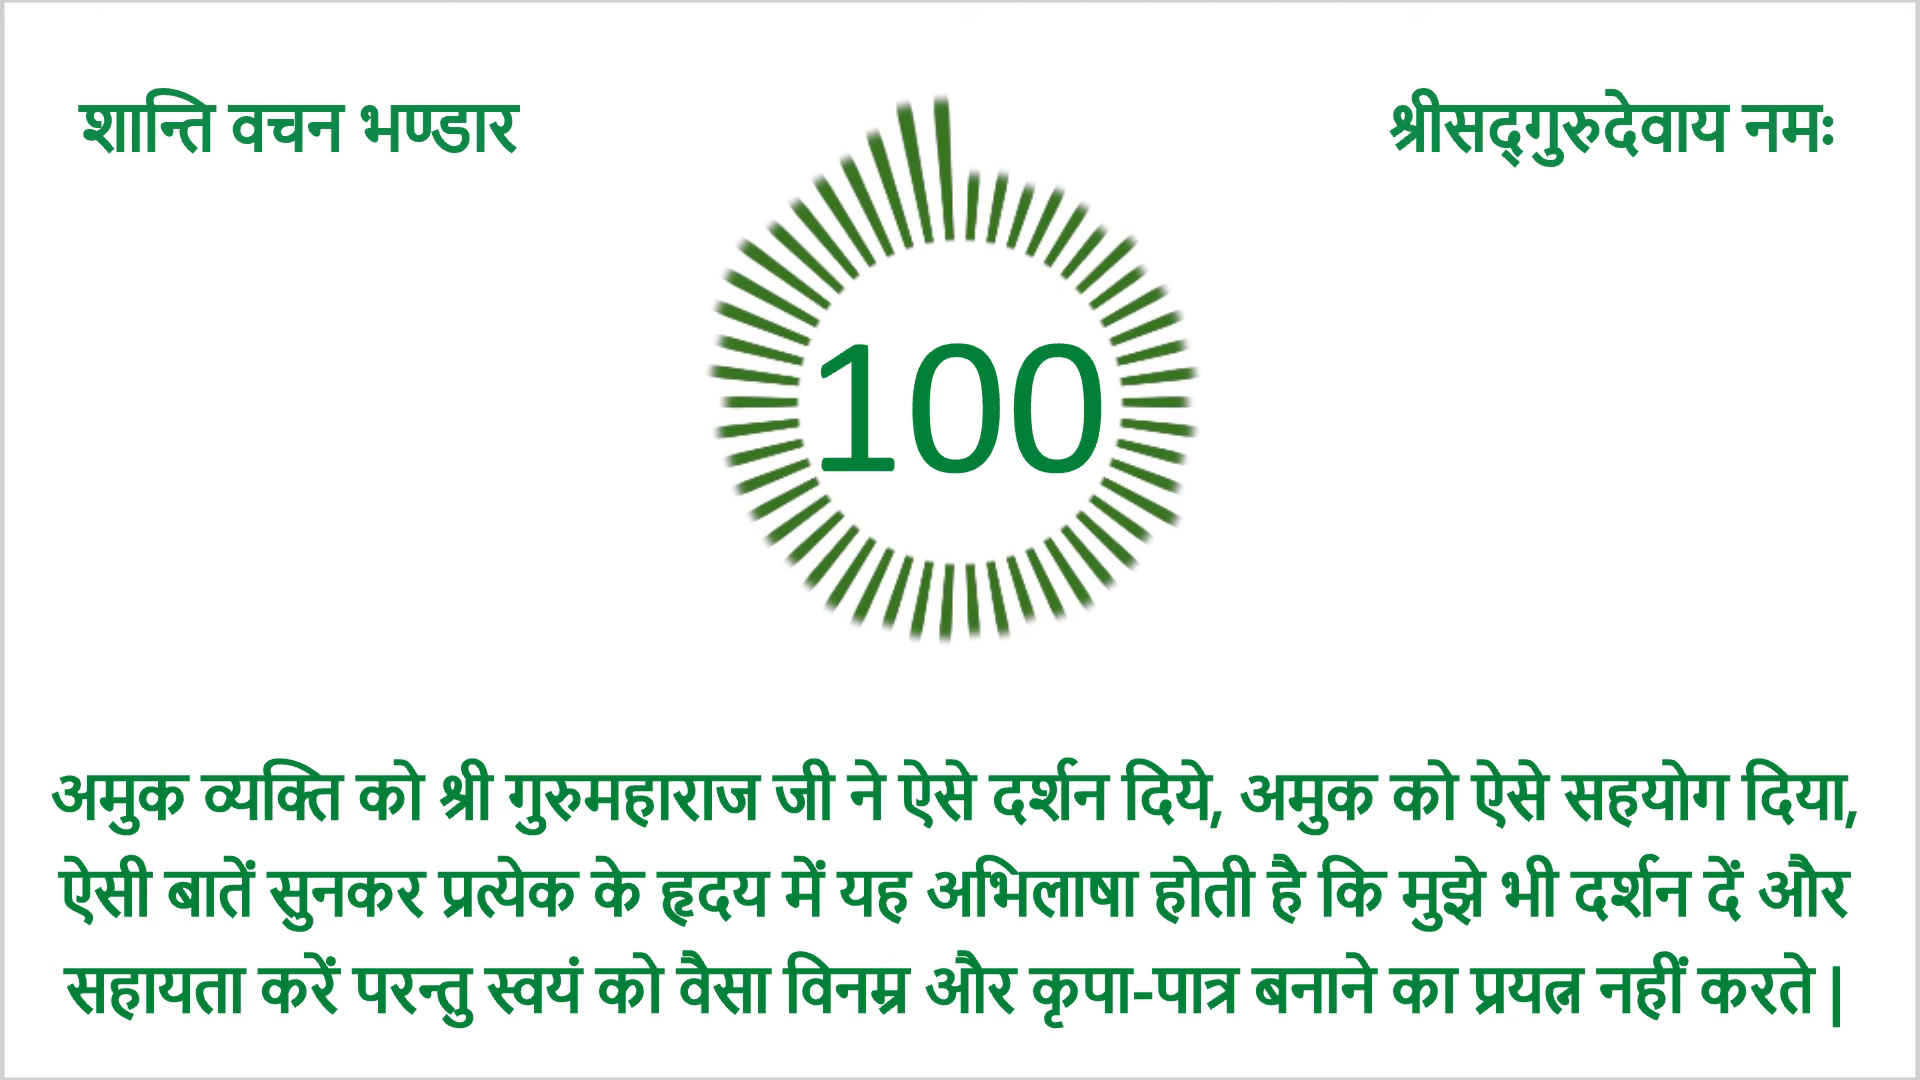 शान्ति वचन भण्डार
श्रीसद्गुरुदेवाय नमः
100
अमुक व्यक्ति को श्री गुरुमहाराज जी ने ऐसे दर्शन दिये, अमुक को ऐसे सहयोग दिया,
ऐसी बातें सुनकर प्रत्येक के हृदय में यह अभिलाषा होती है कि मुझे भी दर्शन दें और
सहायता करें परन्तु स्वयं को वैसा विनम्र और कृपा-पात्र बनाने का प्रयत्न नहीं करते |